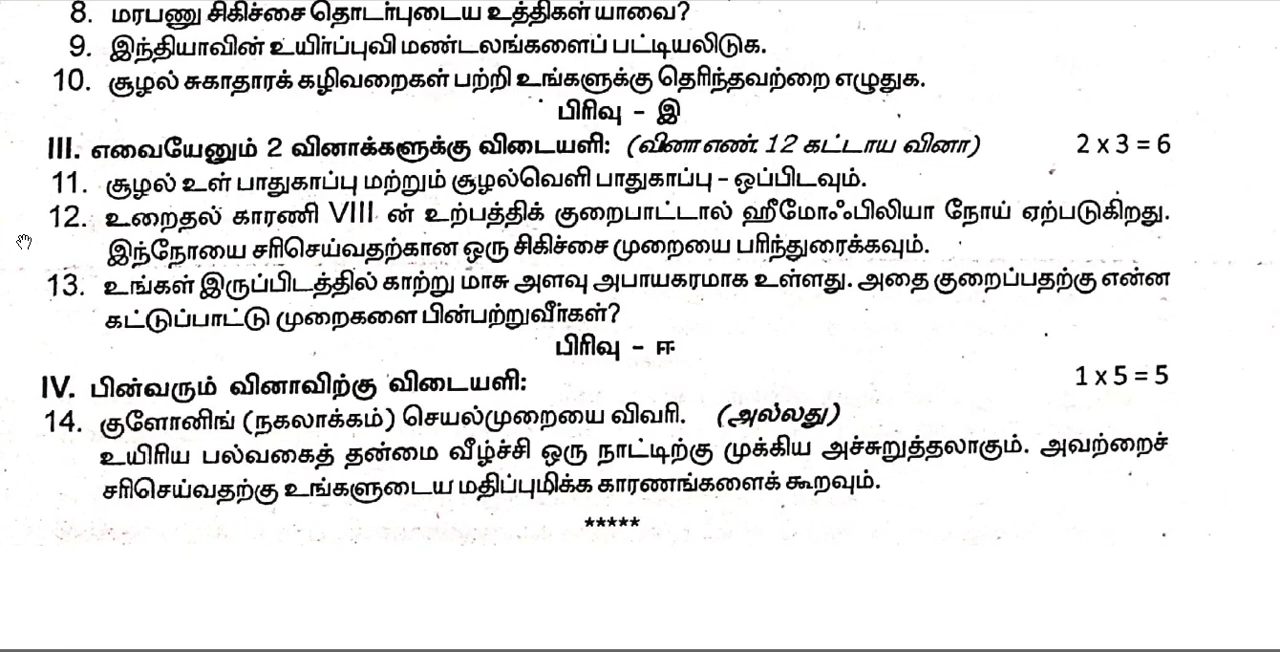 8. மரபணு சிகிச்சை தொடர்புடைய உத்திகள் யாவை?
9. இந்தியாவின் உயிர்ப்புவி மண்டலங்களைப் பட்டியலிடுக.
10. சூழல் சுகாதாரக் கழிவறைகள் பற்றி உங்களுக்கு தெரிந்தவற்றை எழுதுக.
பிரிவு – இ
III. எவையேனும் 2 வினாக்களுக்கு விடையளி: (வினா எண். 12 கட்டாய வினா) 2 x 3 = 6
11. சூழல் உள் பாதுகாப்பு மற்றும் சூழல்வெளி பாதுகாப்பு – ஒப்பிடவும்.
12. உறைதல் காரணி VIII ன் உற்பத்திக் குறைபாட்டால் ஹீமோஃபிலியா நோய் ஏற்படுகிறது.
இந்நோயை சரிசெய்வதற்கான ஒரு சிகிச்சை முறையை பரிந்துரைக்கவும்.
13. உங்கள் இருப்பிடத்தில் காற்று மாசு அளவு அபாயகரமாக உள்ளது. அதை குறைப்பதற்கு என்ன
கட்டுப்பாட்டு முறைகளை பின்பற்றுவீர்கள்?
பிரிவு – ஈ
IV. பின்வரும் வினாவிற்கு விடையளி: 1 x 5 = 5
14. குளோனிங் (நகலாக்கம்) செயல்முறையை விவரி. (அல்லது)
உயிரிய பல்வகைத் தன்மை வீழ்ச்சி ஒரு நாட்டிற்கு முக்கிய அச்சுறுத்தலாகும். அவற்றைச்
சரிசெய்வதற்கு உங்களுடைய மதிப்புமிக்க காரணங்களைக் கூறவும்.
*****